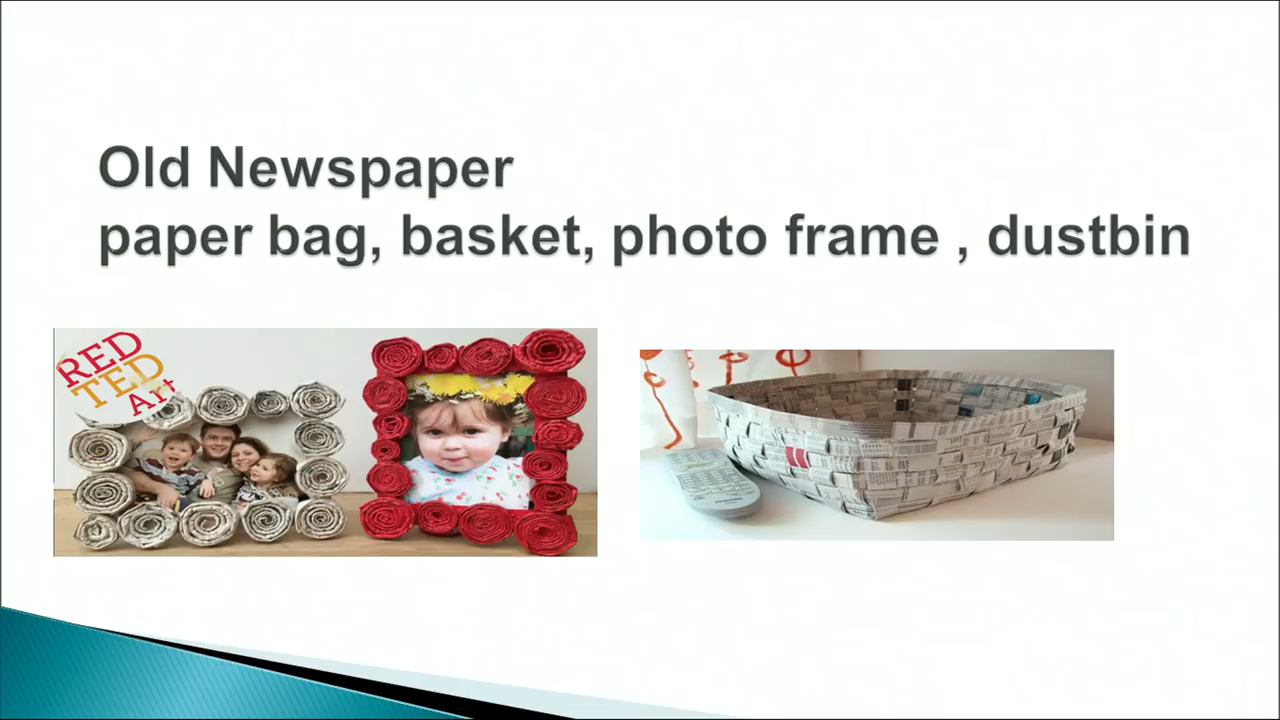 Old Newspaper
paper bag, basket, photo frame , dustbin
RED
TED
Art